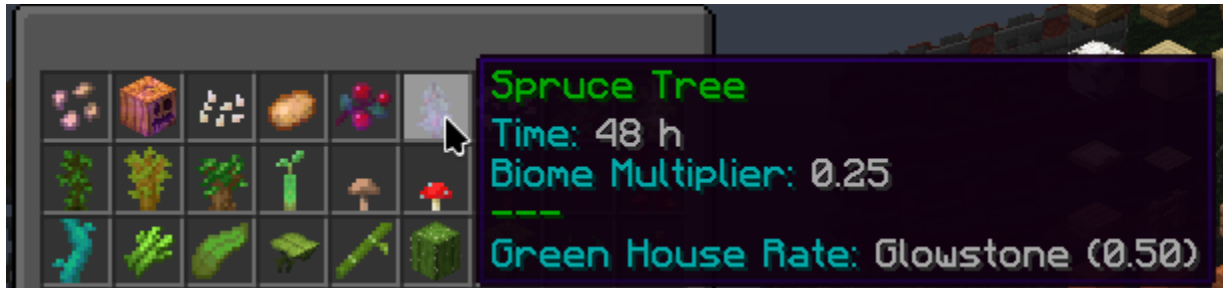 Spruce Tree
Time: 48 h
Biome Multiplier: 0.25
---
Green House Rate: Glowstone (0.50)